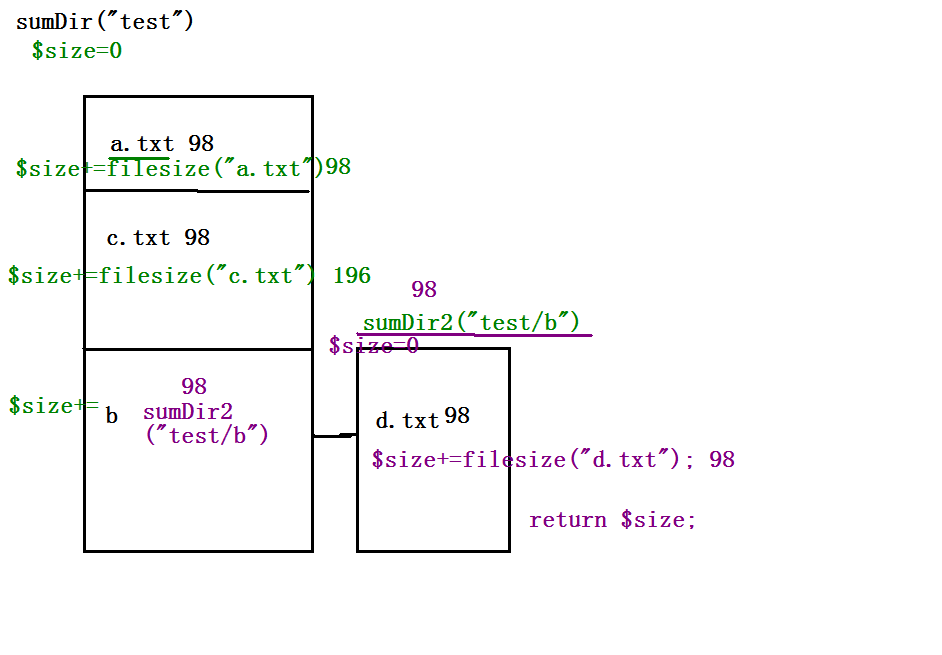 sumDir("test")
$size=0
a.txt 98
$size+=filesize("a.txt")98
c.txt 98
$size+=filesize("c.txt") 196
98
sumDir2("test/b")
$size=0
98
$size+= b sumDir2
("test/b")
d.txt 98
$size+=filesize("d.txt"); 98
return $size;